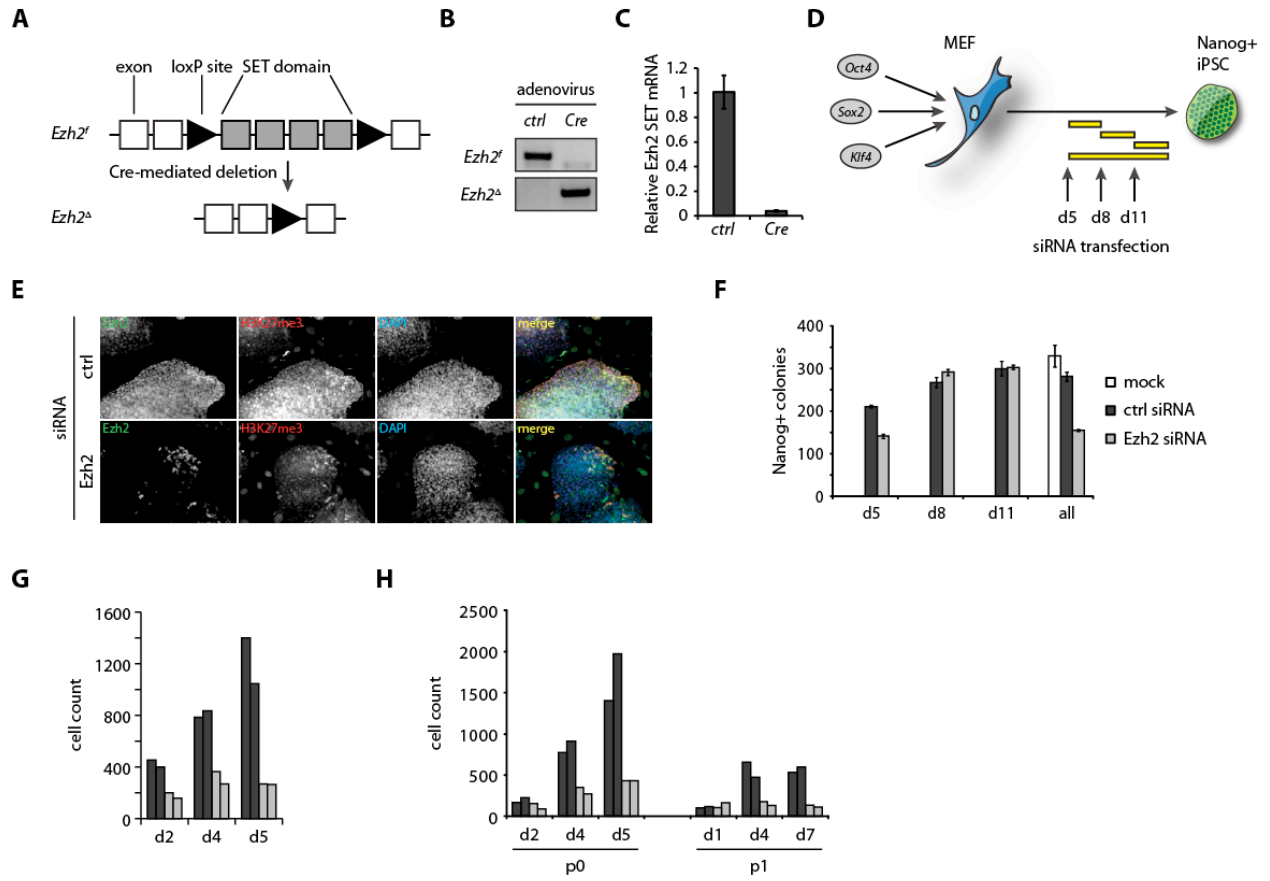 A
exon loxP site SET domain
Ezh2f
Cre-mediated deletion
Ezh2Δ
B
adenovirus
ctrl Cre
Ezh2f
Ezh2Δ
C
Relative Ezh2 SET mRNA
1.2
1
0.8
0.6
0.4
0.2
0
ctrl Cre
D
MEF
Nanog+
iPSC
Oct4
Sox2
Klf4
d5 d8 d11
siRNA transfection
E
siRNA
ctrl
Ezh2
Ezh2 H3K27me3 DAPI merge
Ezh2 H3K27me3 DAPI merge
F
Nanog+ colonies
400
300
200
100
0
d5 d8 d11 all
mock
ctrl siRNA
Ezh2 siRNA
G
cell count
1600
1200
800
400
0
d2 d4 d5
H
cell count
2500
2000
1500
1000
500
0
d2 d4 d5 d1 d4 d7
p0 p1